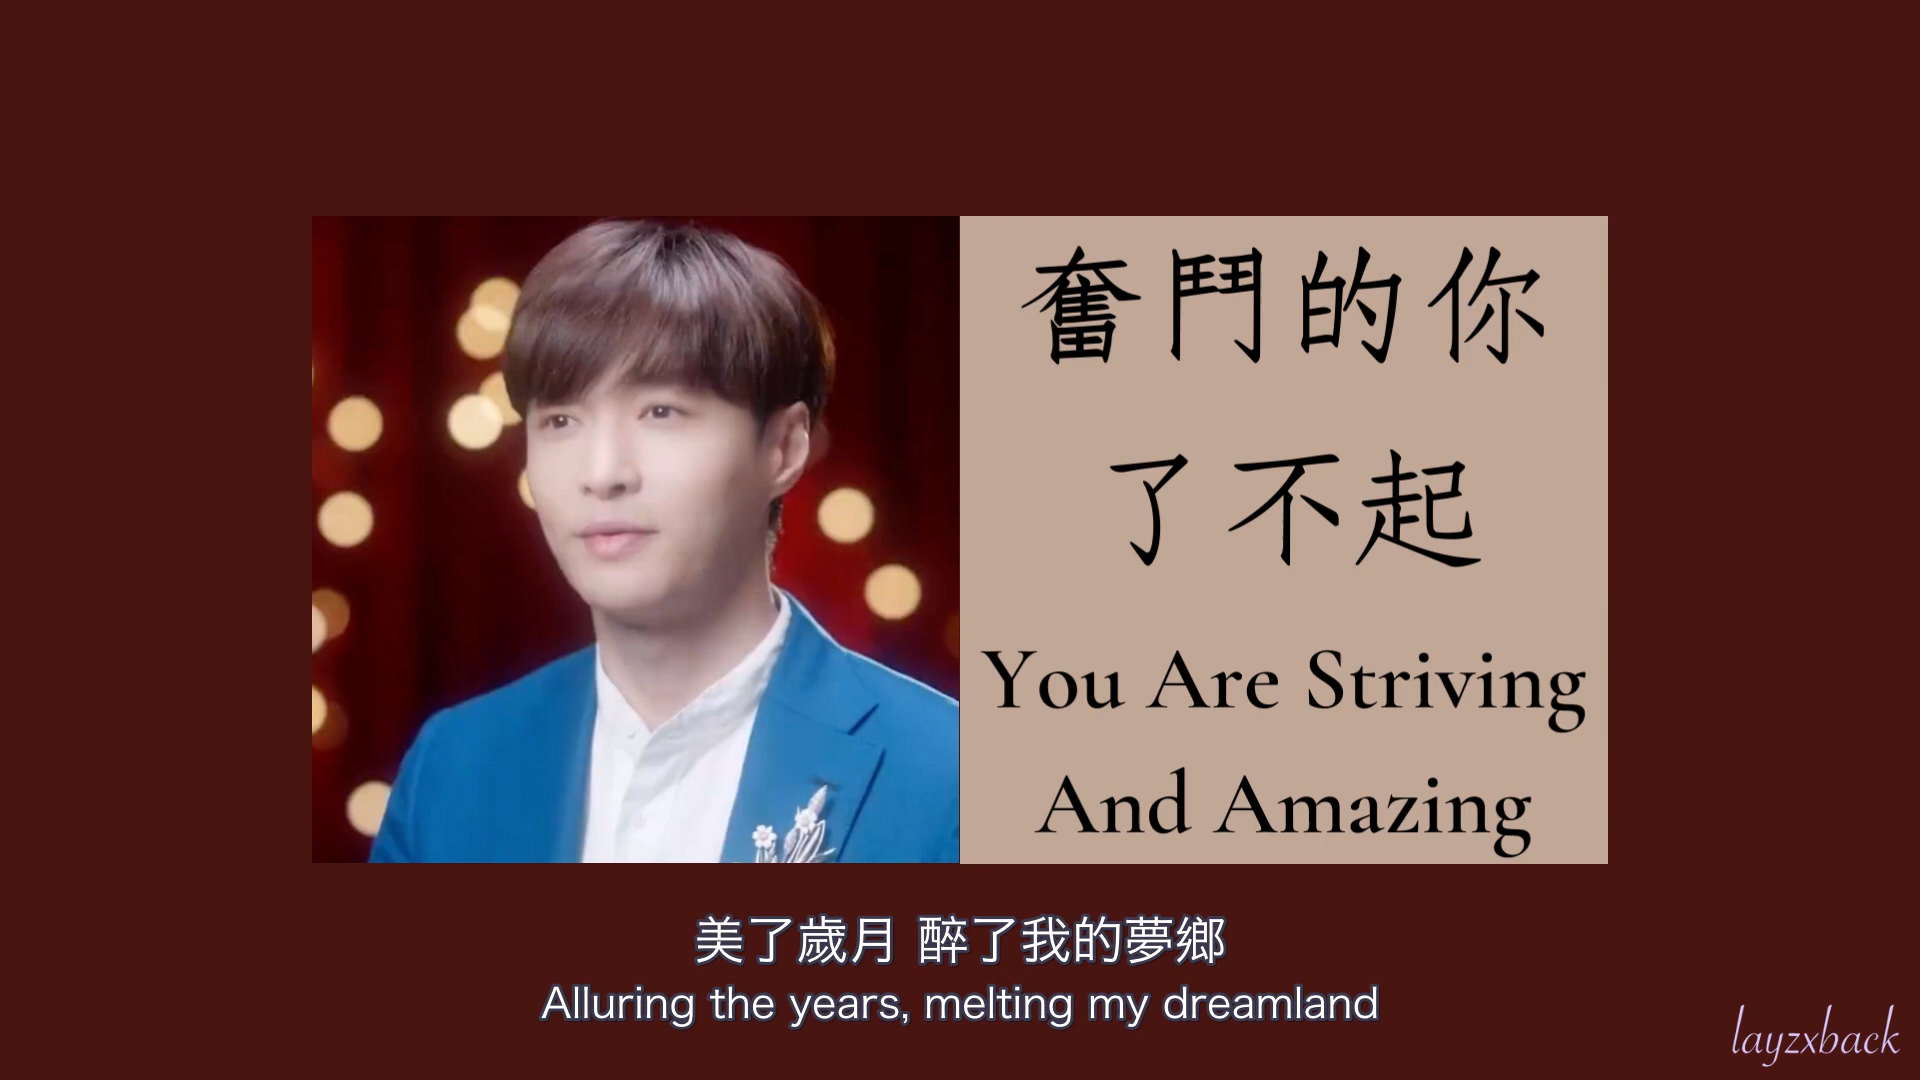 奮鬥的你
了不起
You Are Striving
And Amazing
美了歲月 醉了我的夢鄉
Alluring the years, melting my dreamland
layzxback